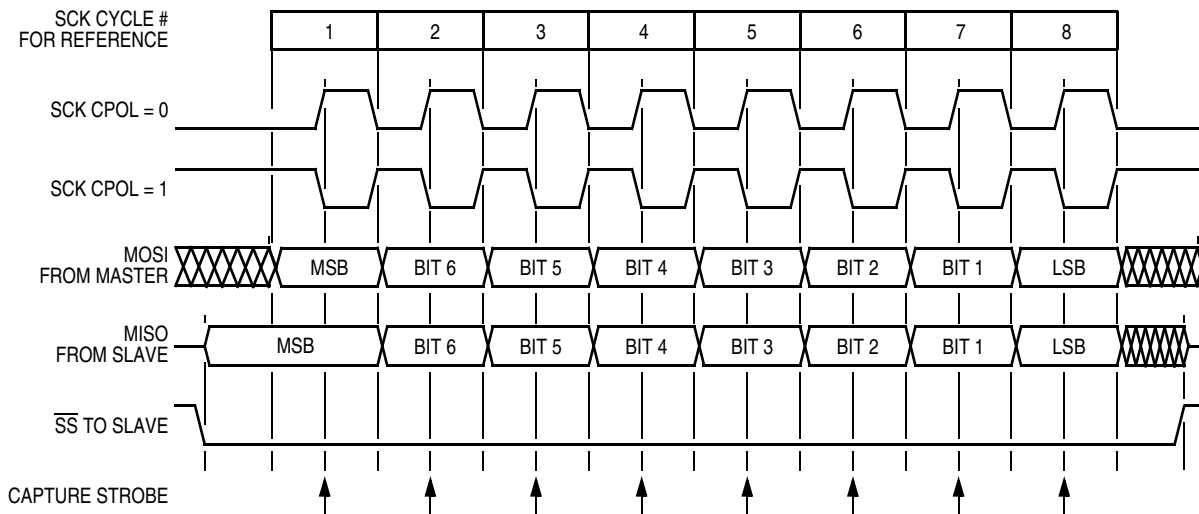 SCK CYCLE #
FOR REFERENCE
1 2 3 4 5 6 7 8
SCK CPOL = 0
SCK CPOL = 1
MOSI
FROM MASTER
MSB BIT 6 BIT 5 BIT 4 BIT 3 BIT 2 BIT 1 LSB
MISO
FROM SLAVE
MSB BIT 6 BIT 5 BIT 4 BIT 3 BIT 2 BIT 1 LSB
S̅S̅ TO SLAVE
CAPTURE STROBE